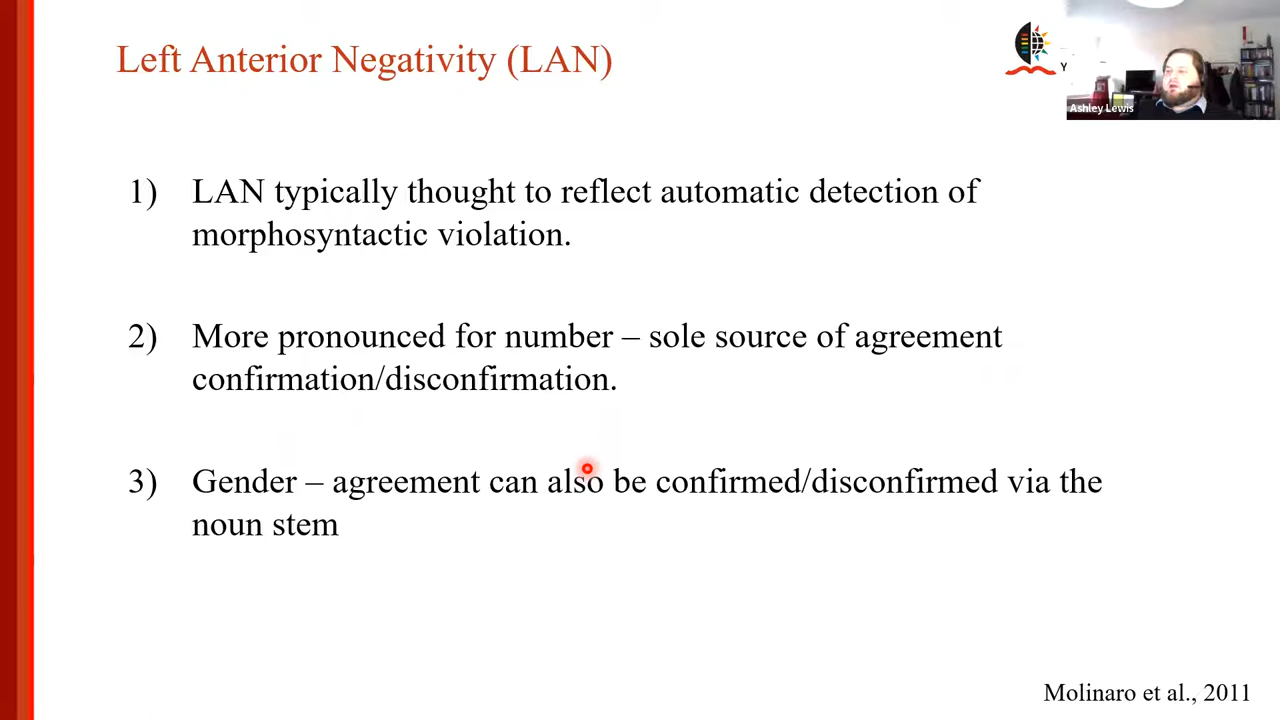 Left Anterior Negativity (LAN)
Y
Ashley Lewis
1) LAN typically thought to reflect automatic detection of
morphosyntactic violation.
2) More pronounced for number – sole source of agreement
confirmation/disconfirmation.
3) Gender – agreement can also be confirmed/disconfirmed via the
noun stem
Molinaro et al., 2011